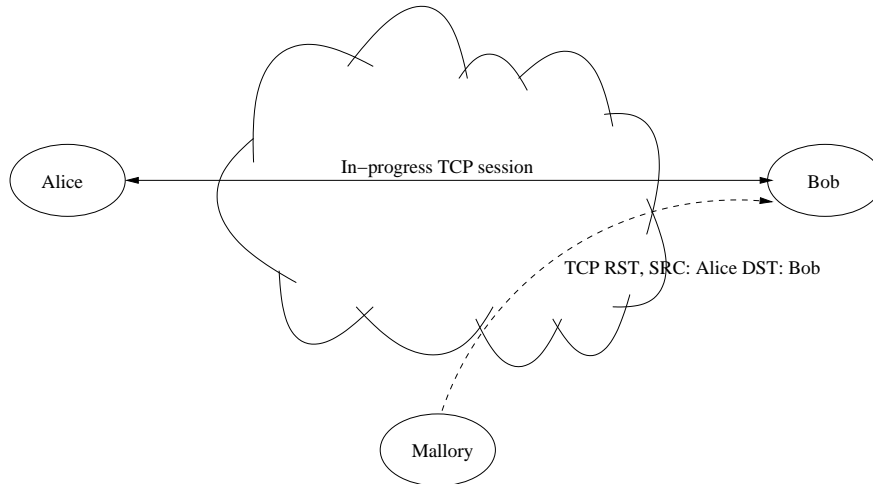 In−progress TCP session
Alice
Bob
TCP RST, SRC: Alice DST: Bob
Mallory